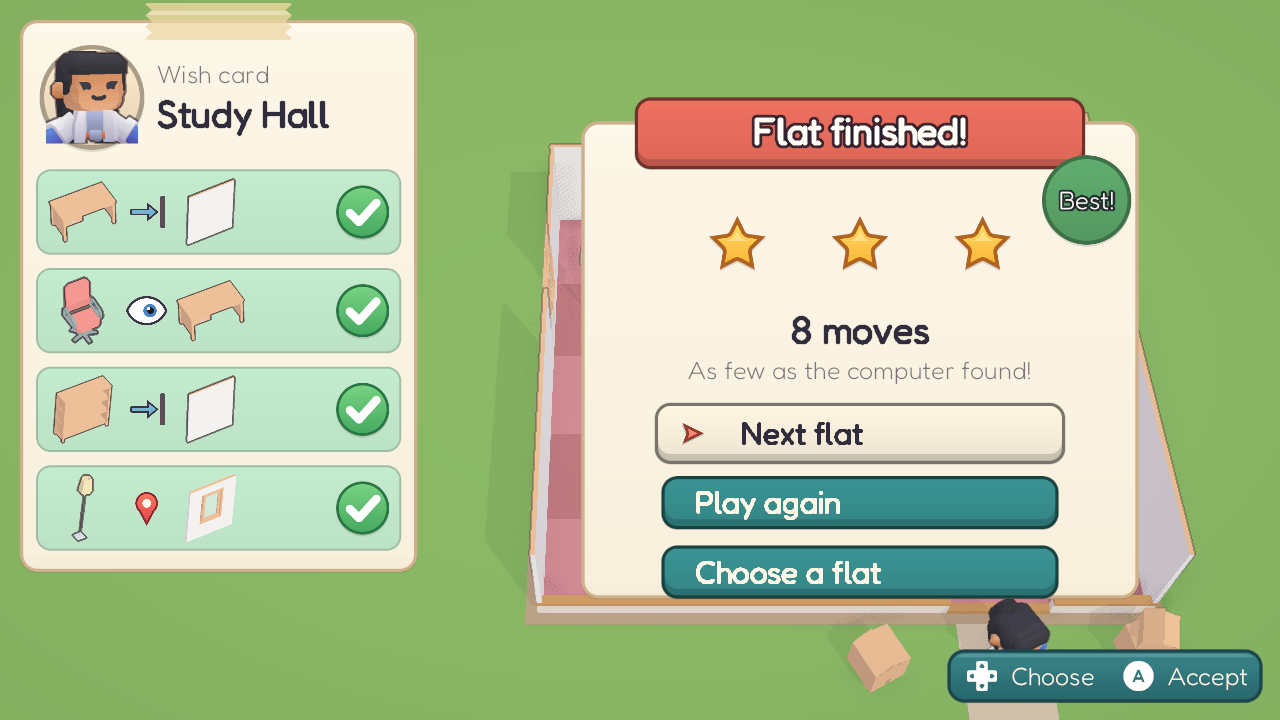 Wish card
Study Hall
Flat finished!
Best!
8 moves
As few as the computer found!
Next flat
Play again
Choose a flat
Choose
A
Accept